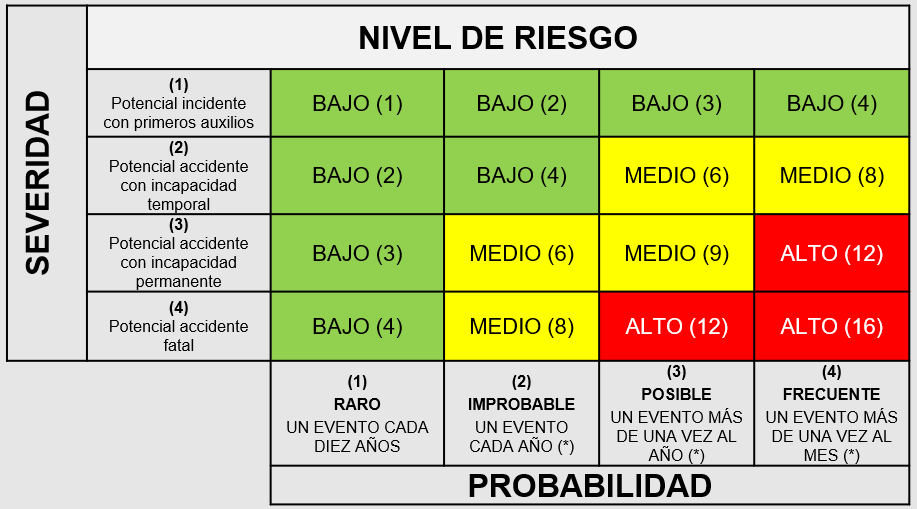 NIVEL DE RIESGO
SEVERIDAD
(1)
Potencial incidente
con primeros auxilios
BAJO (1)
BAJO (2)
BAJO (3)
BAJO (4)
(2)
Potencial accidente
con incapacidad
temporal
BAJO (2)
BAJO (4)
MEDIO (6)
MEDIO (8)
(3)
Potencial accidente
con incapacidad
permanente
BAJO (3)
MEDIO (6)
MEDIO (9)
ALTO (12)
(4)
Potencial accidente
fatal
BAJO (4)
MEDIO (8)
ALTO (12)
ALTO (16)
(1)
RARO
UN EVENTO CADA
DIEZ AÑOS
(2)
IMPROBABLE
UN EVENTO
CADA AÑO (*)
(3)
POSIBLE
UN EVENTO MÁS
DE UNA VEZ AL
AÑO (*)
(4)
FRECUENTE
UN EVENTO MÁS
DE UNA VEZ AL
MES (*)
PROBABILIDAD